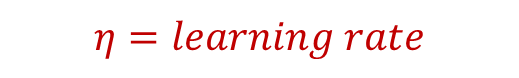 η = learning rate